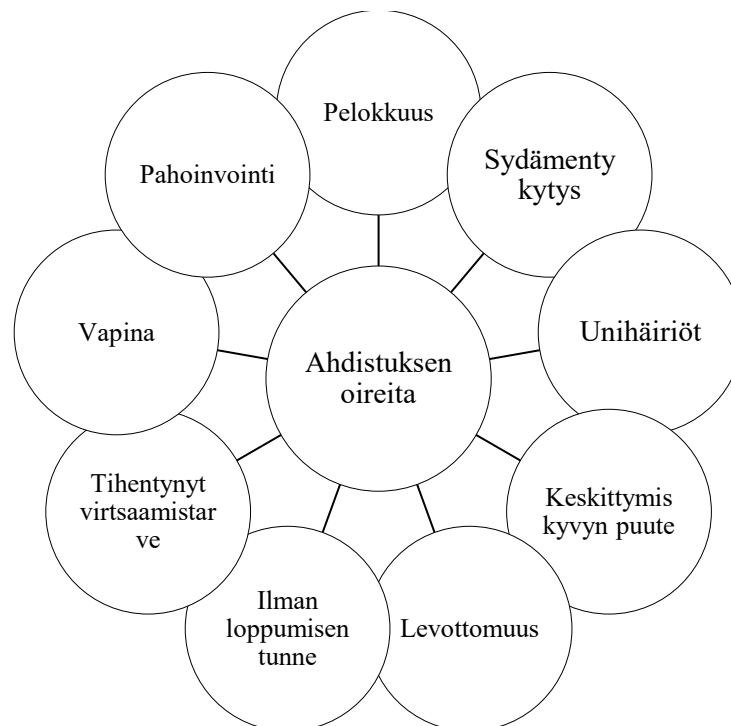 Pelokkuus
Sydämenty
kytys
Unihäiriöt
Keskittymis
kyvyn puute
Levottomuus
Ilman
loppumisen
tunne
Tihentynyt
virtsaamistar
ve
Vapina
Pahoinvointi
Ahdistuksen
oireita